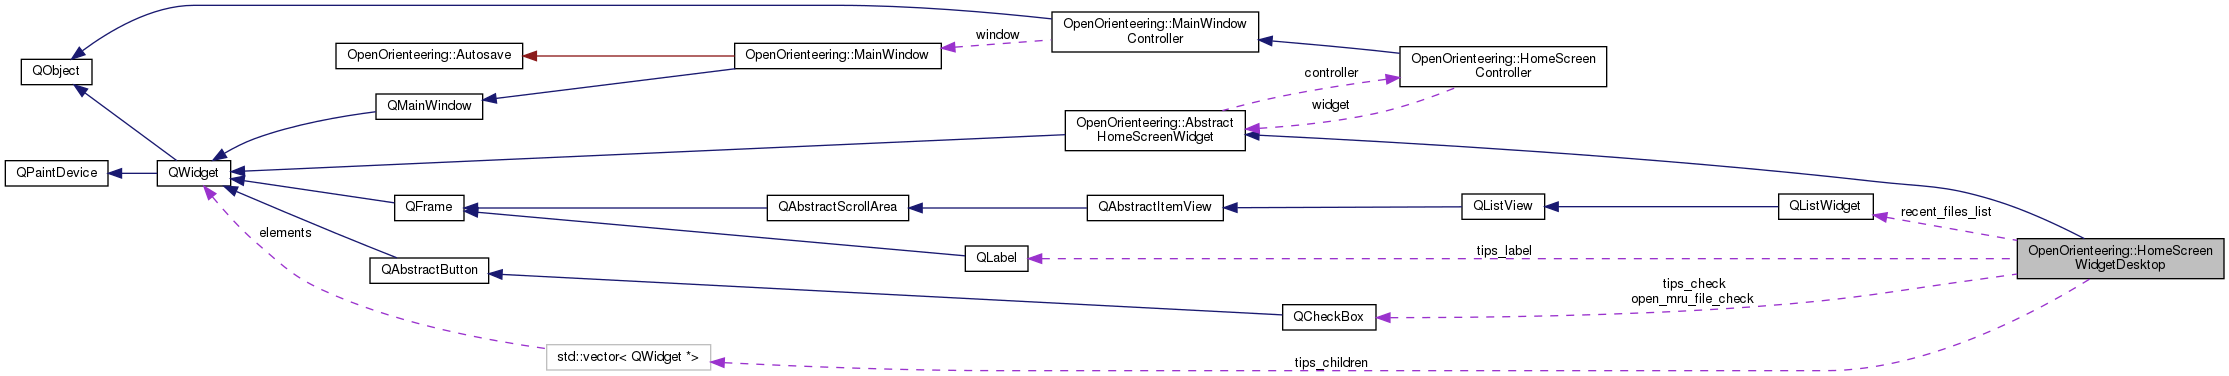 OpenOrienteering::MainWindow
Controller
window
OpenOrienteering::Autosave
OpenOrienteering::MainWindow
OpenOrienteering::HomeScreen
Controller
QObject
controller
QMainWindow
widget
OpenOrienteering::Abstract
HomeScreenWidget
QPaintDevice
QWidget
QFrame
QAbstractScrollArea
QAbstractItemView
QListView
QListWidget
recent_files_list
elements
tips_label
QLabel
OpenOrienteering::HomeScreen
WidgetDesktop
QAbstractButton
tips_check
open_mru_file_check
QCheckBox
std::vector< QWidget *>
tips_children